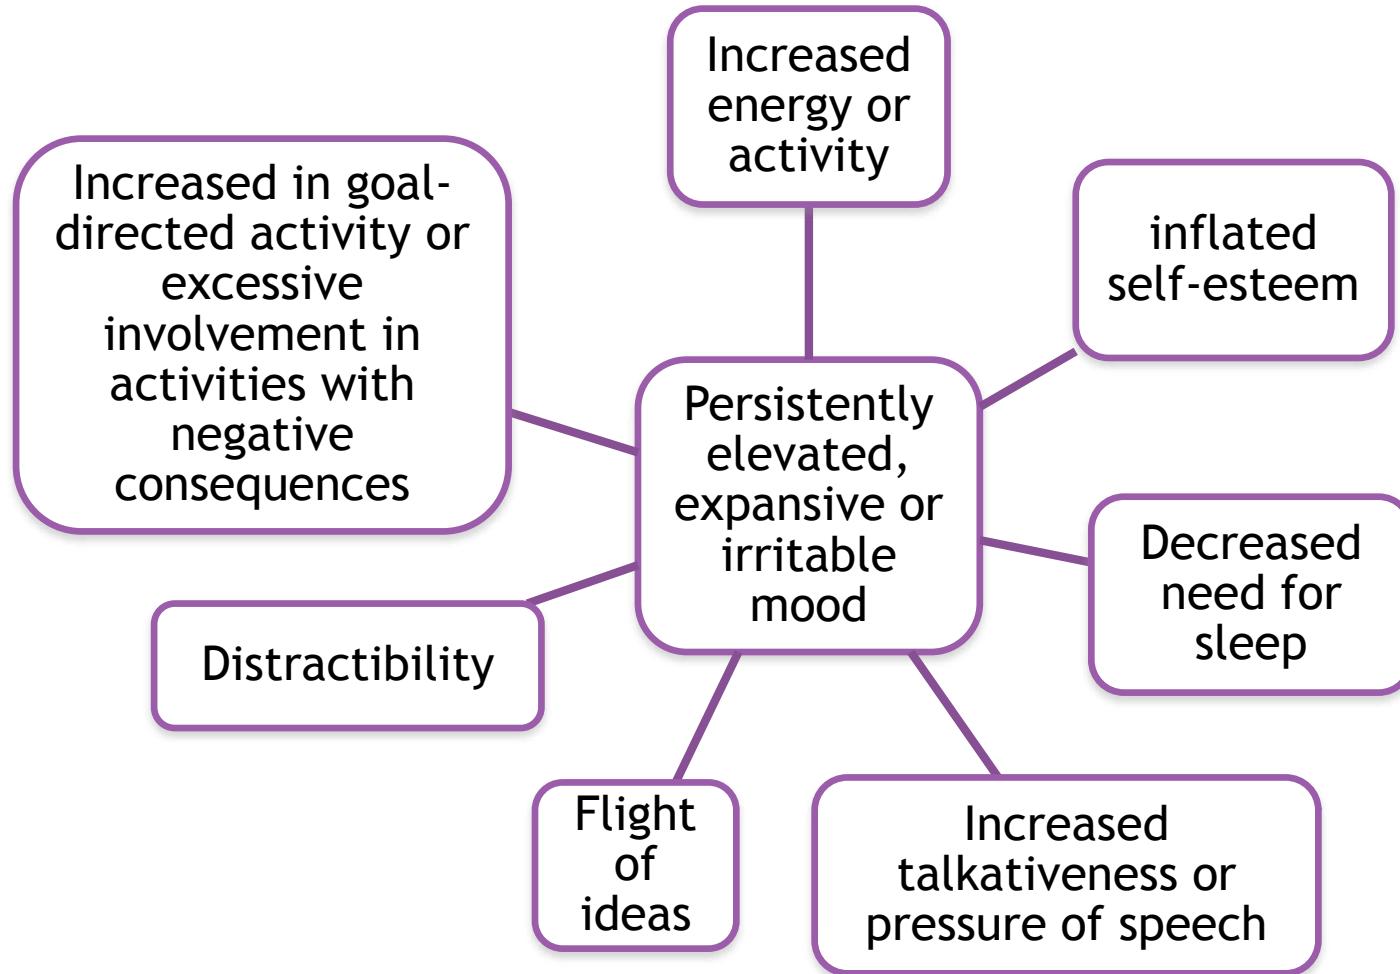 Increased
energy or
activity
inflated
self-esteem
Decreased
need for
sleep
Increased
talkativeness or
pressure of speech
Flight
of
ideas
Distractibility
Increased in goal-
directed activity or
excessive
involvement in
activities with
negative
consequences
Persistently
elevated,
expansive or
irritable
mood